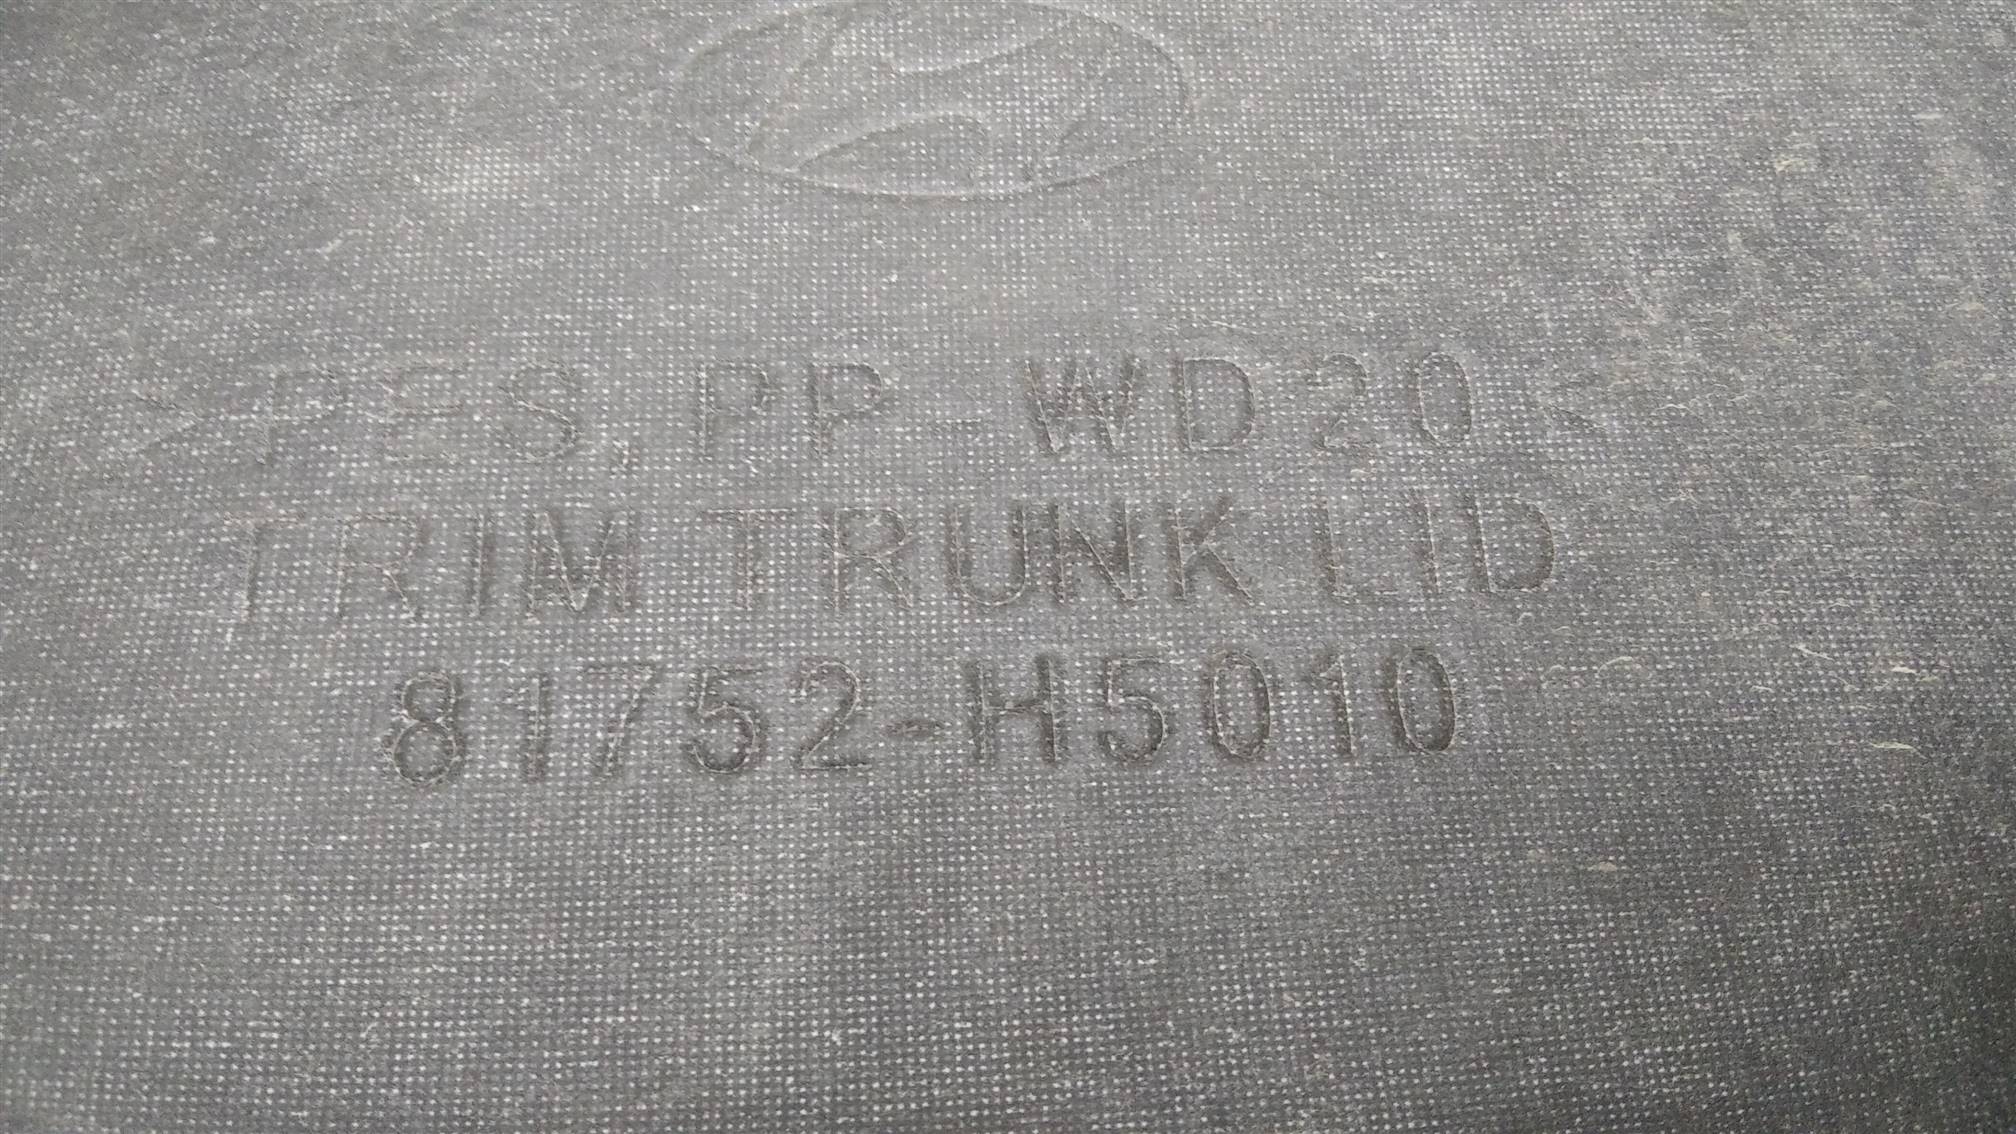 >PES, PP-WD20<
TRIM TRUNK LID
81752-H5010